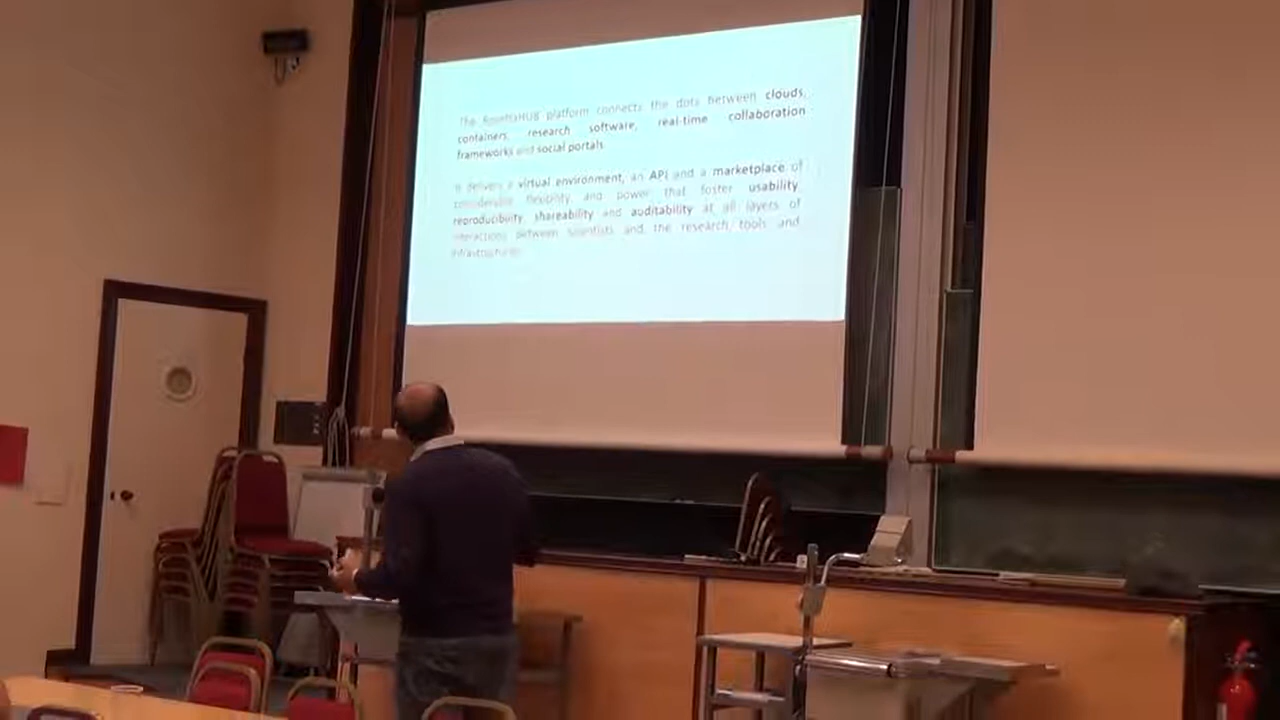 The platform connects the dots between clouds,
containers, research software, real-time collaboration
frameworks and social portals
It delivers a virtual environment, an API and a marketplace of
considerable flexibility and power that foster usability
reproducibility shareability and auditability at all layers of
interactions between scientists and the research, tools and
infrastructures